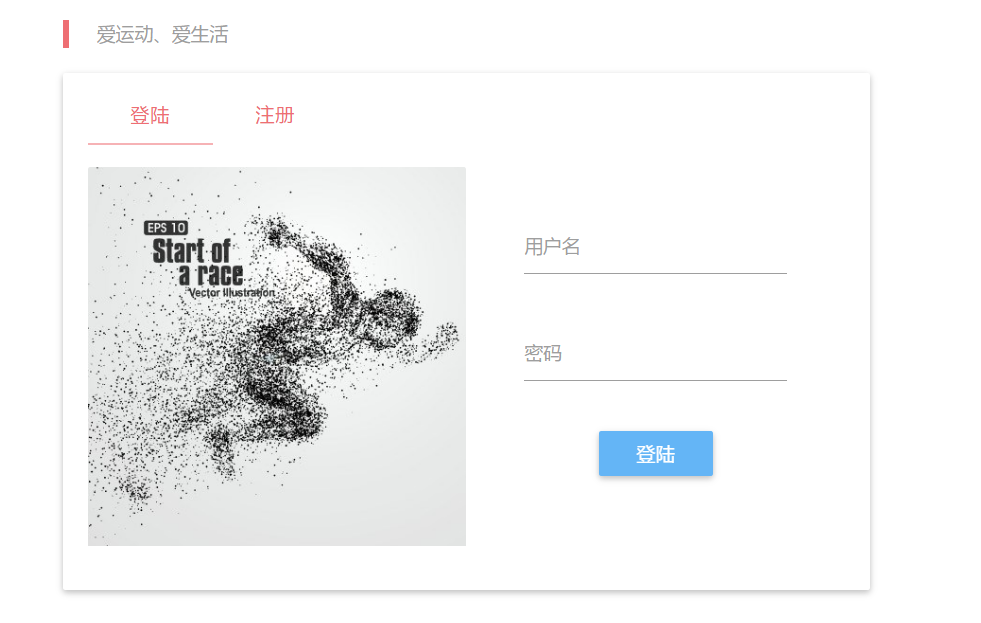 爱运动、爱生活
登陆
注册
EPS 10
Start of
a race
Vector Illustration
用户名
密码
登陆